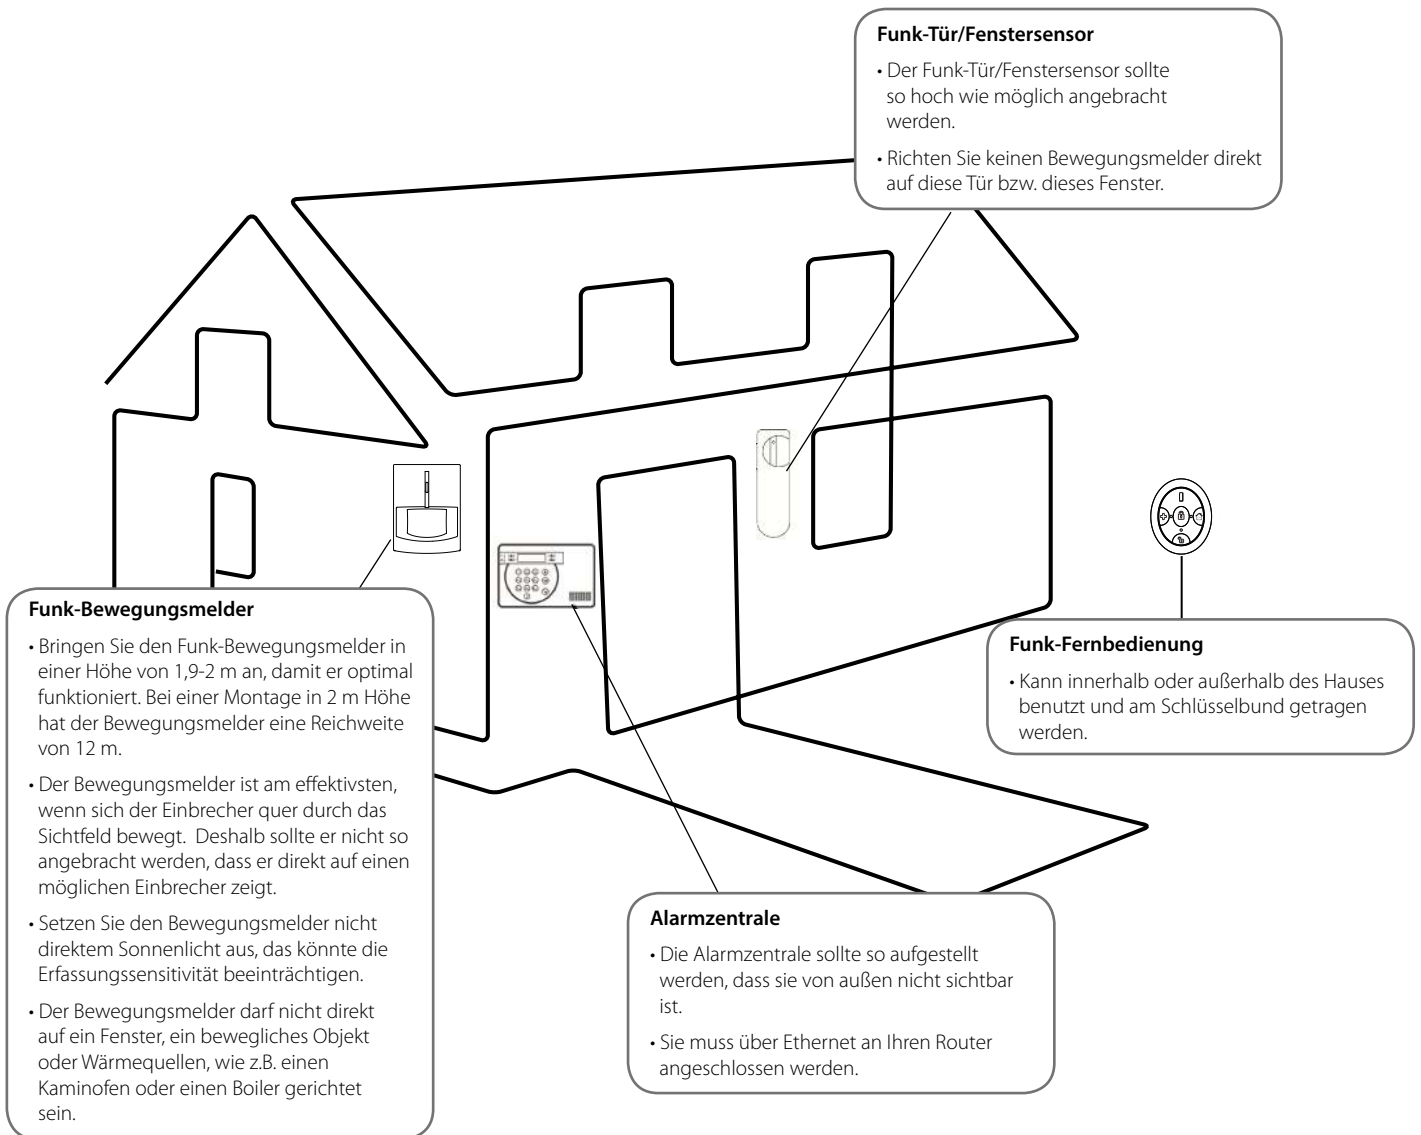 Funk-Tür/Fenstersensor
• Der Funk-Tür/Fenstersensor sollte
so hoch wie möglich angebracht
werden.
• Richten Sie keinen Bewegungsmelder direkt
auf diese Tür bzw. dieses Fenster.
Funk-Bewegungsmelder
• Bringen Sie den Funk-Bewegungsmelder in
einer Höhe von 1,9-2 m an, damit er optimal
funktioniert. Bei einer Montage in 2 m Höhe
hat der Bewegungsmelder eine Reichweite
von 12 m.
• Der Bewegungsmelder ist am effektivsten,
wenn sich der Einbrecher quer durch das
Sichtfeld bewegt. Deshalb sollte er nicht so
angebracht werden, dass er direkt auf einen
möglichen Einbrecher zeigt.
• Setzen Sie den Bewegungsmelder nicht
direktem Sonnenlicht aus, das könnte die
Erfassungssensitivität beeinträchtigen.
• Der Bewegungsmelder darf nicht direkt
auf ein Fenster, ein bewegliches Objekt
oder Wärmequellen, wie z.B. einen
Kaminofen oder einen Boiler gerichtet
sein.
Funk-Fernbedienung
• Kann innerhalb oder außerhalb des Hauses
benutzt und am Schlüsselbund getragen
werden.
Alarmzentrale
• Die Alarmzentrale sollte so aufgestellt
werden, dass sie von außen nicht sichtbar
ist.
• Sie muss über Ethernet an Ihren Router
angeschlossen werden.